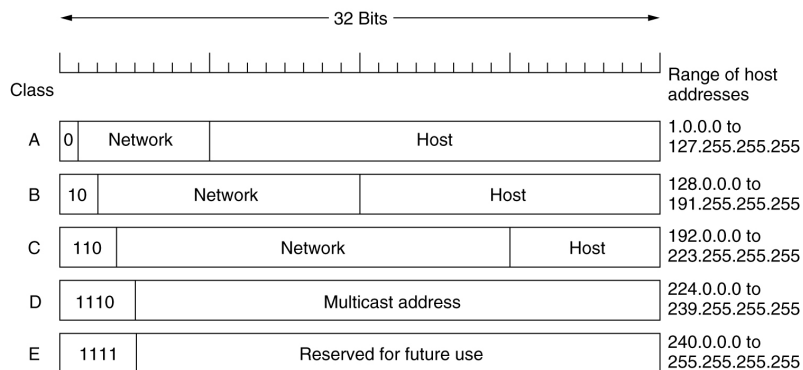 32 Bits
Class
Range of host
addresses
A 0 Network Host 1.0.0.0 to
127.255.255.255
B 10 Network Host 128.0.0.0 to
191.255.255.255
C 110 Network Host 192.0.0.0 to
223.255.255.255
D 1110 Multicast address 224.0.0.0 to
239.255.255.255
E 1111 Reserved for future use 240.0.0.0 to
255.255.255.255